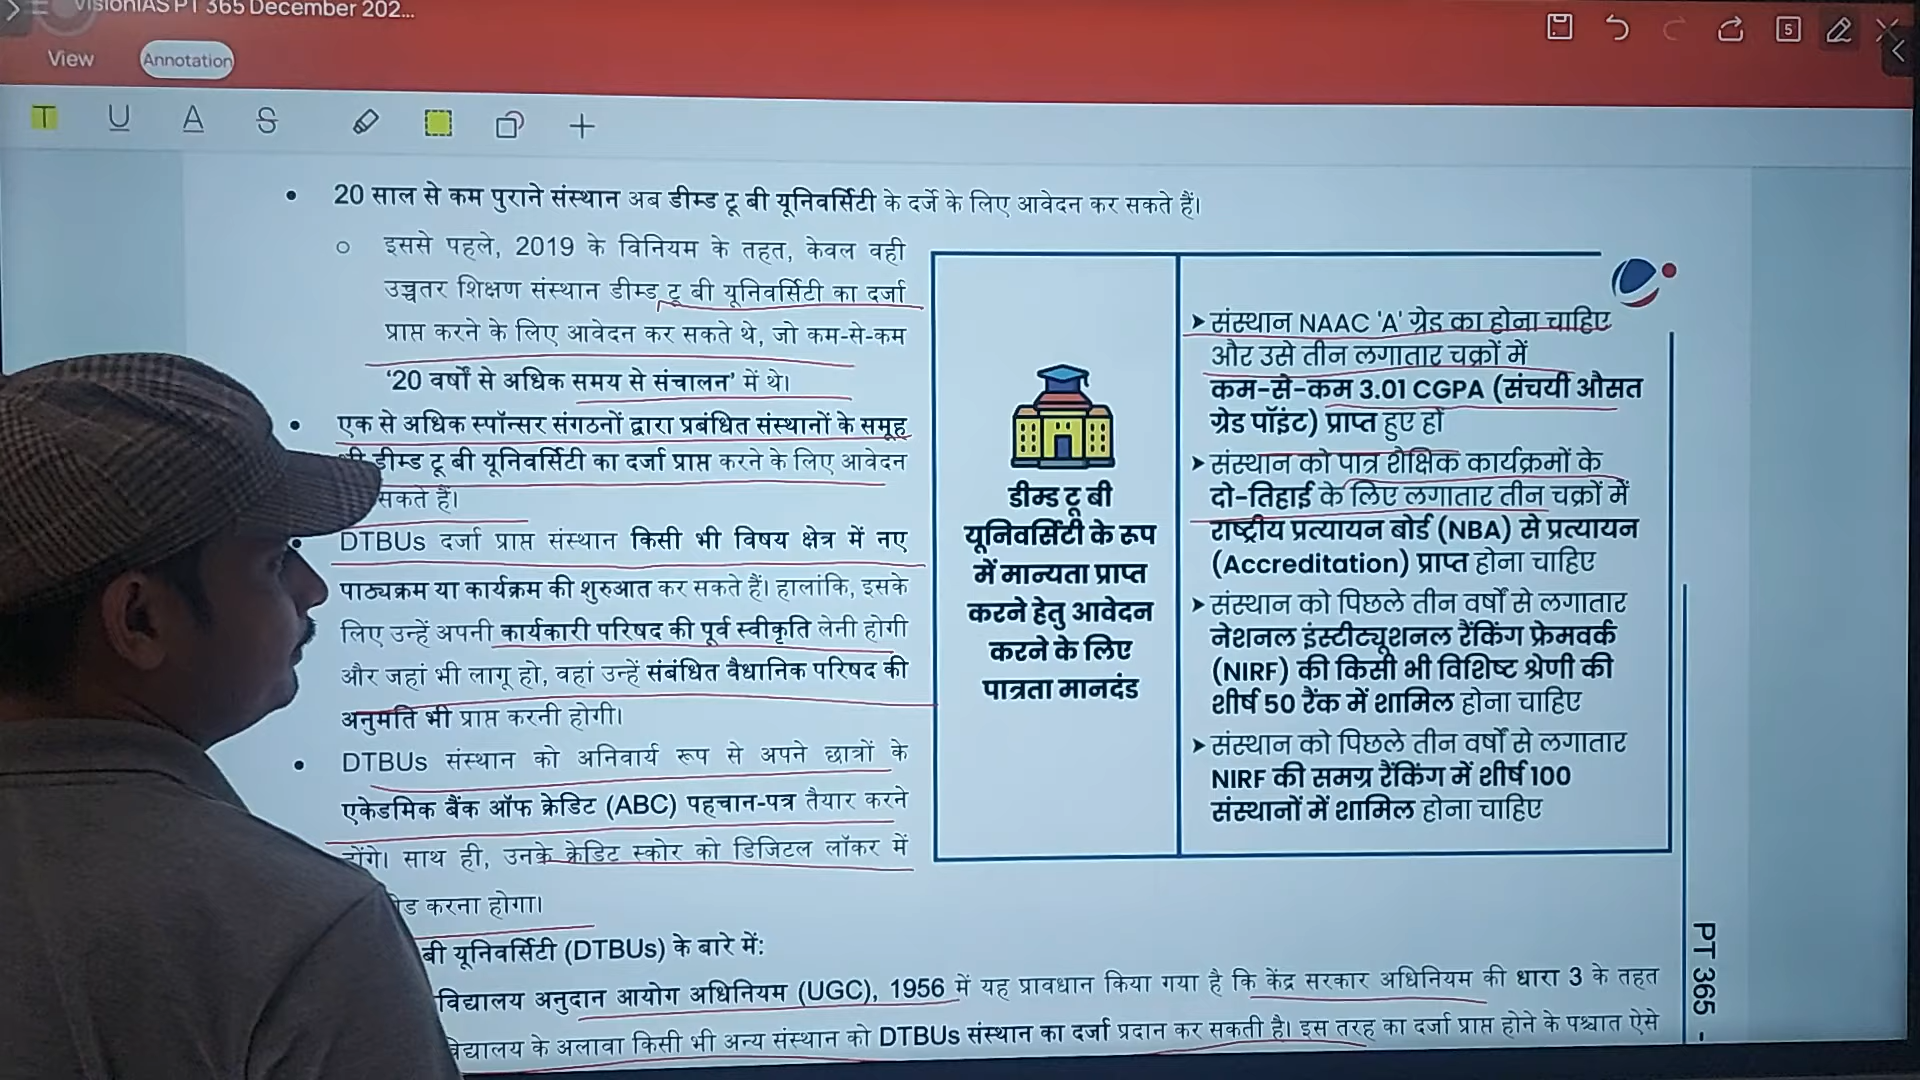 VisionIAS PT 365 December 202...
View
Annotation
5
T U A S
• 20 साल से कम पुराने संस्थान अब डीम्ड टू बी यूनिवर्सिटी के दर्जे के लिए आवेदन कर सकते हैं।
○ इससे पहले, 2019 के विनियम के तहत, केवल वही
उच्चतर शिक्षण संस्थान डीम्ड टू बी यूनिवर्सिटी का दर्जा
प्राप्त करने के लिए आवेदन कर सकते थे, जो कम-से-कम
'20 वर्षों से अधिक समय से संचालन' में थे।
• एक से अधिक स्पॉन्सर संगठनों द्वारा प्रबंधित संस्थानों के समूह
भी डीम्ड टू बी यूनिवर्सिटी का दर्जा प्राप्त करने के लिए आवेदन
सकते हैं।
• DTBUs दर्जा प्राप्त संस्थान किसी भी विषय क्षेत्र में नए
पाठ्यक्रम या कार्यक्रम की शुरुआत कर सकते हैं। हालांकि, इसके
लिए उन्हें अपनी कार्यकारी परिषद की पूर्व स्वीकृति लेनी होगी
और जहां भी लागू हो, वहां उन्हें संबंधित वैधानिक परिषद की
अनुमति भी प्राप्त करनी होगी।
• DTBUs संस्थान को अनिवार्य रूप से अपने छात्रों के
एकेडमिक बैंक ऑफ क्रेडिट (ABC) पहचान-पत्र तैयार करने
होंगे। साथ ही, उनके क्रेडिट स्कोर को डिजिटल लॉकर में
करना होगा।
डीम्ड टू बी
यूनिवर्सिटी के रूप
में मान्यता प्राप्त
करने हेतु आवेदन
करने के लिए
पात्रता मानदंड
➤ संस्थान NAAC 'A' ग्रेड का होना चाहिए
और उसे तीन लगातार चक्रों में
कम-से-कम 3.01 CGPA (संचयी औसत
ग्रेड पॉइंट) प्राप्त हुए हों
➤ संस्थान को पात्र शैक्षिक कार्यक्रमों के
दो-तिहाई के लिए लगातार तीन चक्रों में
राष्ट्रीय प्रत्यायन बोर्ड (NBA) से प्रत्यायन
(Accreditation) प्राप्त होना चाहिए
➤ संस्थान को पिछले तीन वर्षों से लगातार
नेशनल इंस्टीट्यूशनल रैंकिंग फ्रेमवर्क
(NIRF) की किसी भी विशिष्ट श्रेणी की
शीर्ष 50 रैंक में शामिल होना चाहिए
➤ संस्थान को पिछले तीन वर्षों से लगातार
NIRF की समग्र रैंकिंग में शीर्ष 100
संस्थानों में शामिल होना चाहिए
बी यूनिवर्सिटी (DTBUs) के बारे में:
विद्यालय अनुदान आयोग अधिनियम (UGC), 1956 में यह प्रावधान किया गया है कि केंद्र सरकार अधिनियम की धारा 3 के तहत
विद्यालय के अलावा किसी भी अन्य संस्थान को DTBUs संस्थान का दर्जा प्रदान कर सकती है। इस तरह का दर्जा प्राप्त होने के पश्चात ऐसे
PT 365 -